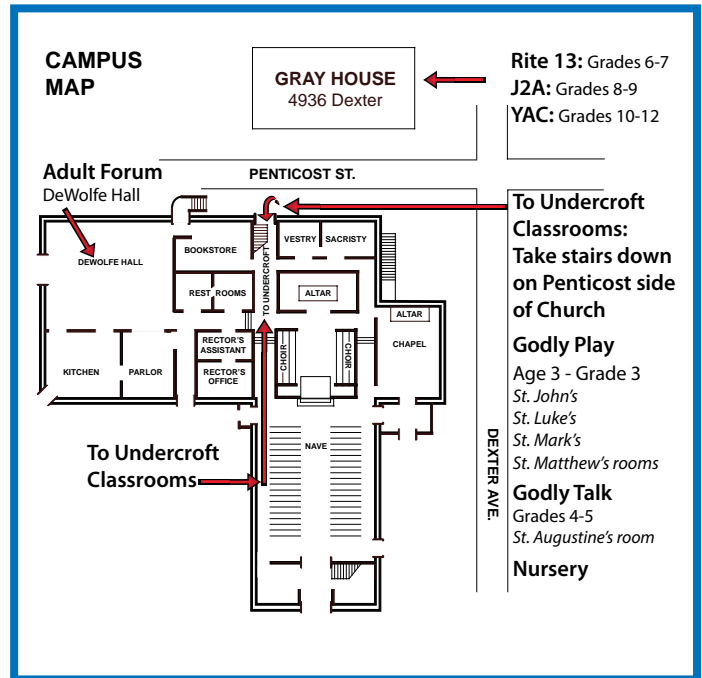 CAMPUS
MAP
GRAY HOUSE
4936 Dexter
Rite 13: Grades 6-7
J2A: Grades 8-9
YAC: Grades 10-12
Adult Forum
DeWolfe Hall
PENTICOST ST.
To Undercroft
Classrooms:
Take stairs down
on Penticost side
of Church
BOOKSTORE
VESTRY
SACRISTY
DEWOLFE HALL
TO UNDERCROFT
REST ROOMS
ALTAR
ALTAR
RECTOR'S
ASSISTANT
CHOIR
CHOIR
CHAPEL
KITCHEN
PARLOR
RECTOR'S
OFFICE
Godly Play
Age 3 - Grade 3
St. John's
St. Luke's
St. Mark's
St. Matthew's rooms
To Undercroft
Classrooms
NAVE
DEXTER AVE.
Godly Talk
Grades 4-5
St. Augustine's room
Nursery